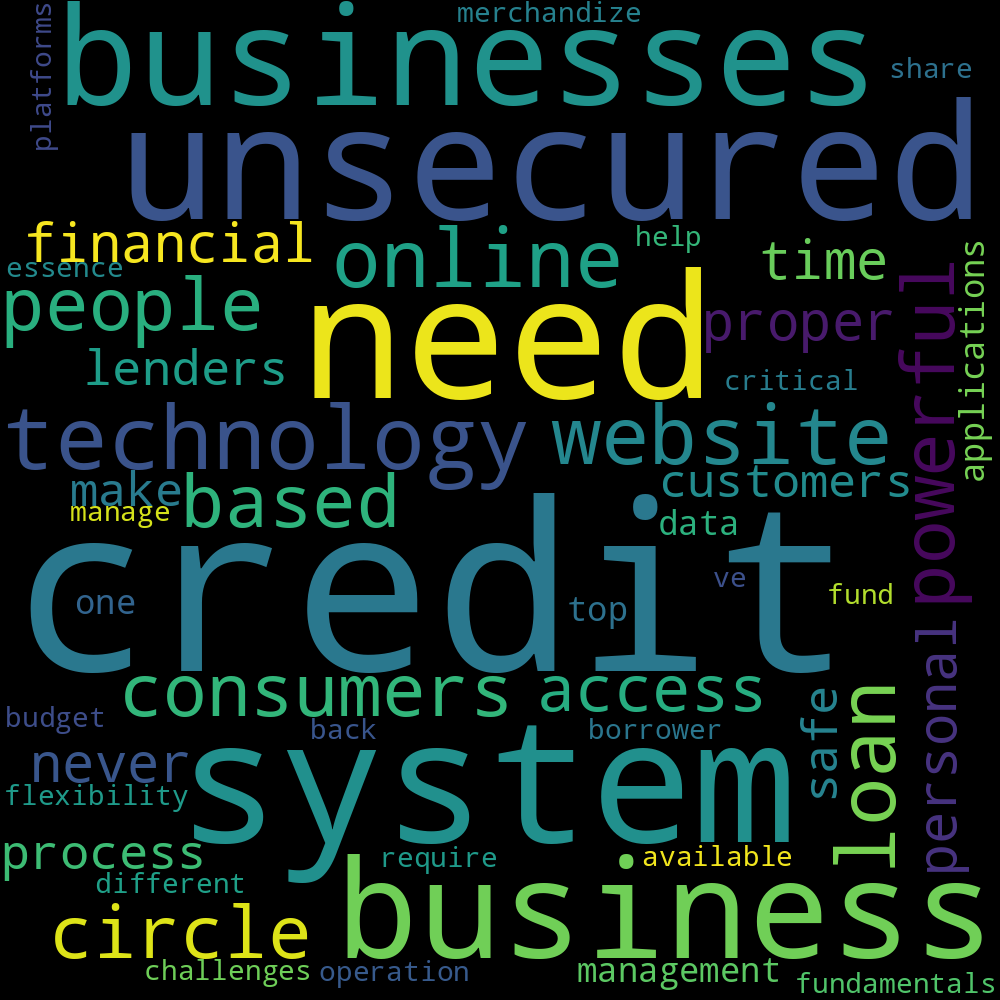 platforms
businesses
merchandize
share
unsecured
financial
essence
online
help
time
people
need
proper
powerful
applications
lenders
critical
technology
website
make
manage
based
customers
data
credit
one
top
ve
fund
consumers
access
personal
budget
back
borrower
safe
loan
never
system
flexibility
process
require
available
different
business
circle
challenges
operation
management
fundamentals